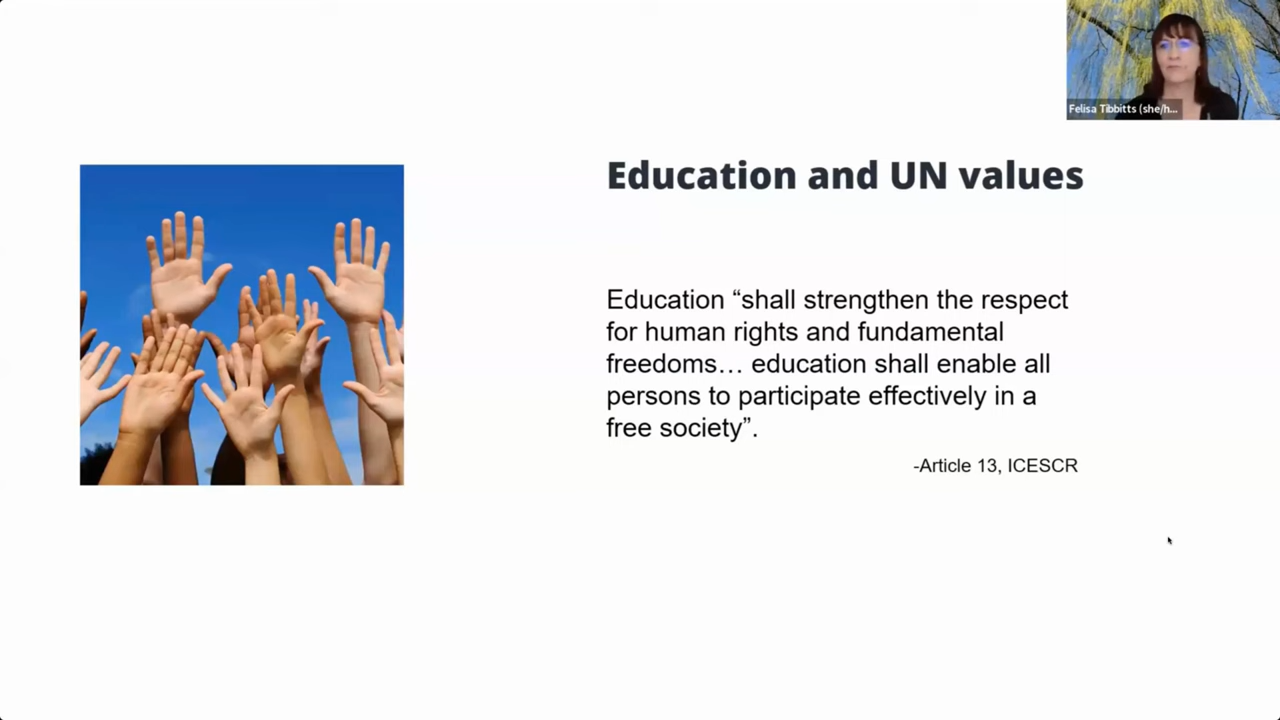 Felisa Tibbitts (she/h...
Education and UN values
Education “shall strengthen the respect
for human rights and fundamental
freedoms… education shall enable all
persons to participate effectively in a
free society”.
-Article 13, ICESCR